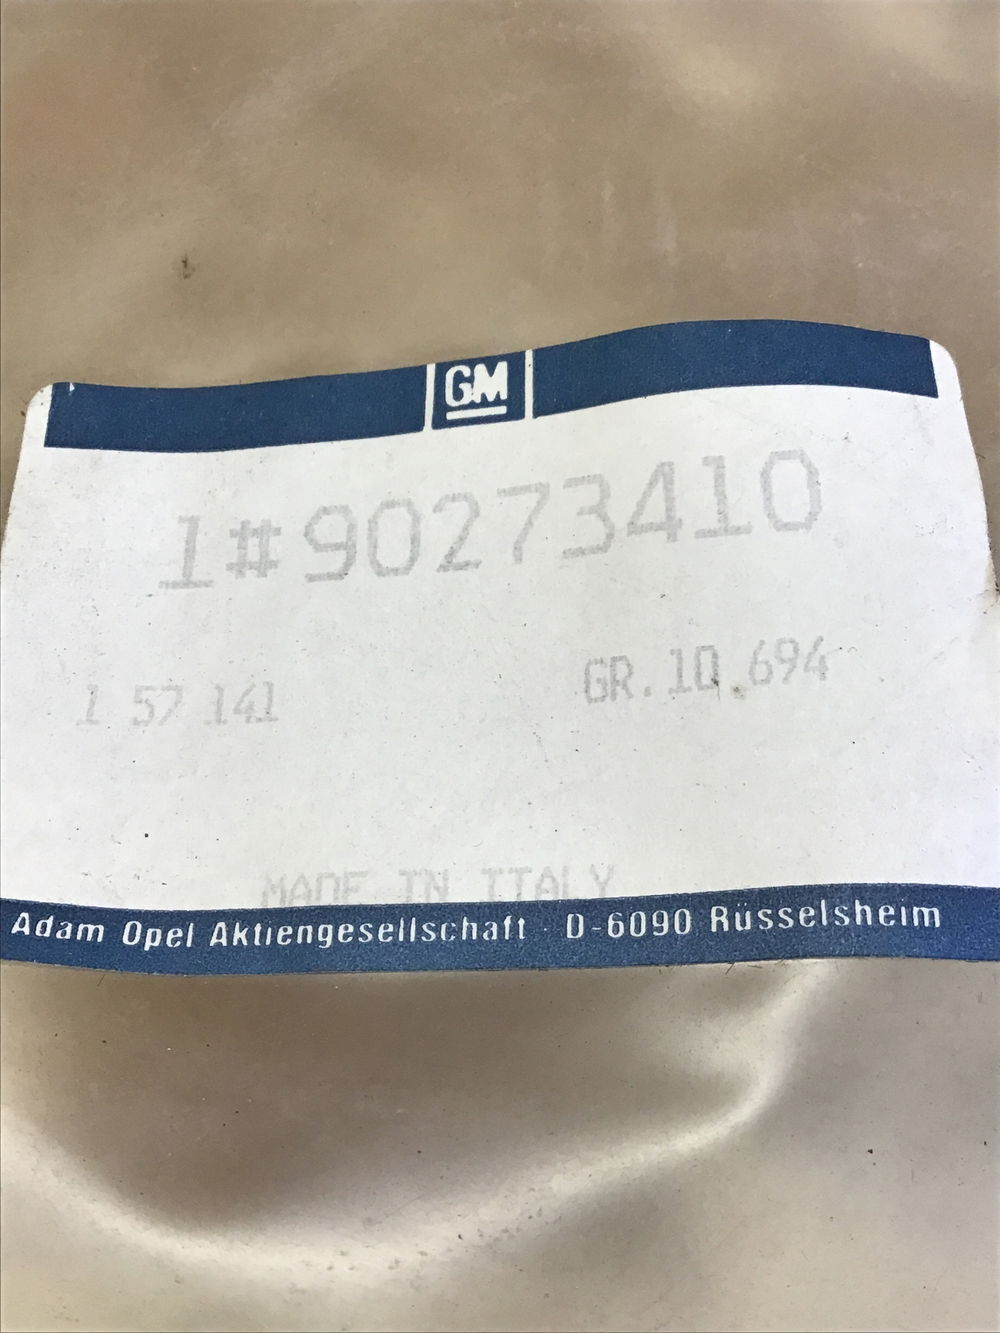 GM
1#90273410
1 57 141 GR.10.694
MADE IN ITALY
Adam Opel Aktiengesellschaft · D-6090 Rüsselsheim